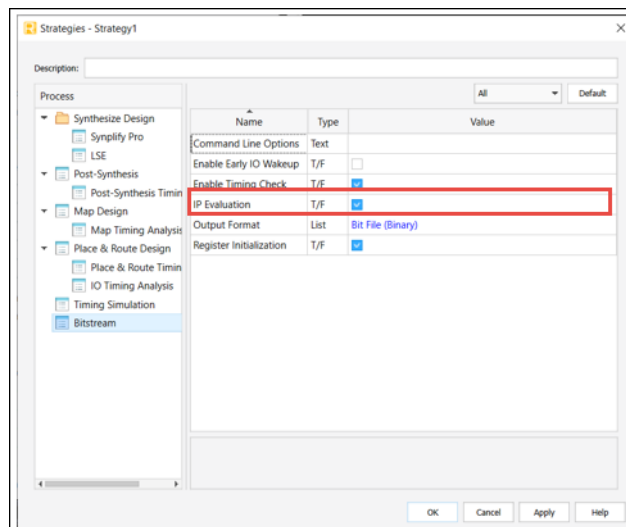 Strategies - Strategy1
Description:
Process
All
Default
Synthesize Design
Synplify Pro
LSE
Post-Synthesis
Post-Synthesis Timin
Map Design
Map Timing Analysis
Place & Route Design
Place & Route Timin
IO Timing Analysis
Timing Simulation
Bitstream
Name Type Value
Command Line Options Text
Enable Early IO Wakeup T/F
Enable Timing Check T/F
IP Evaluation T/F
Output Format List Bit File (Binary)
Register Initialization T/F
OK Cancel Apply Help